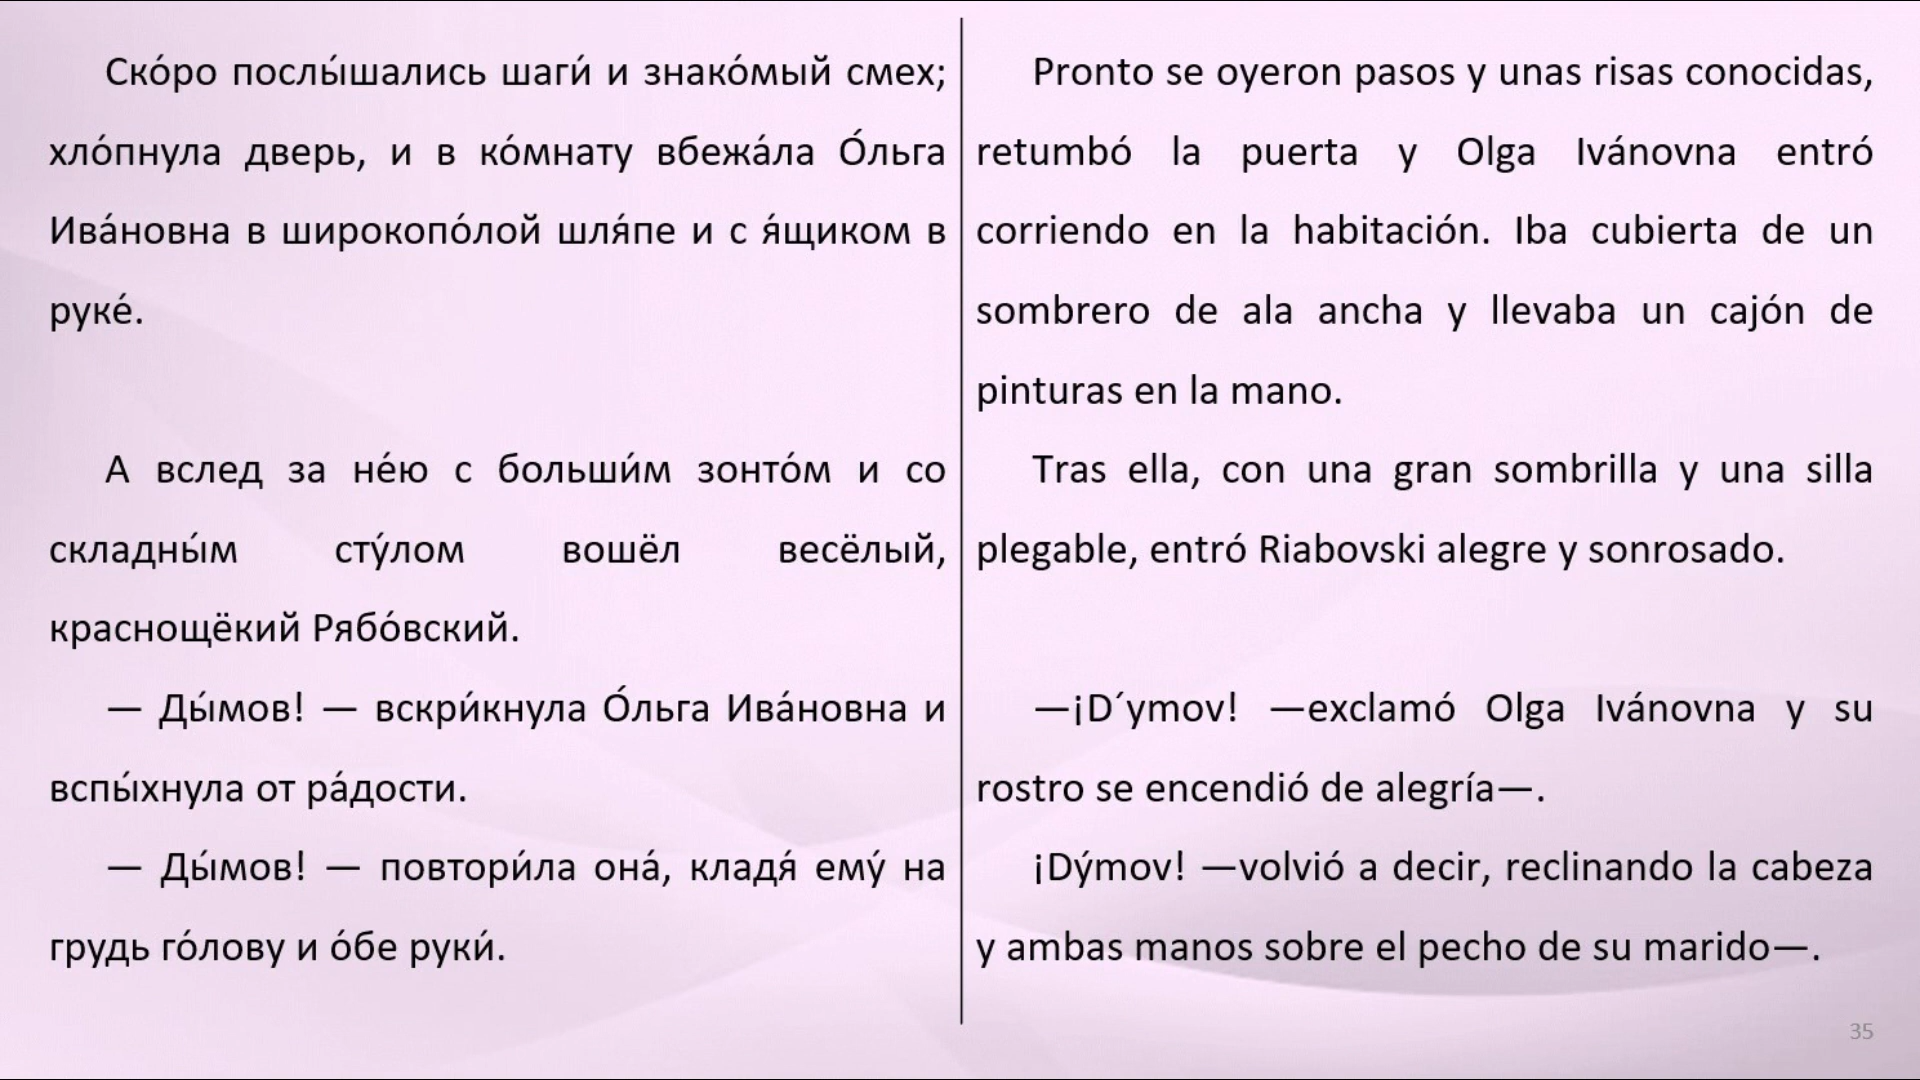 Ско́ро послы́шались шаги́ и знако́мый смех;
хло́пнула дверь, и в ко́мнату вбежа́ла О́льга
Ива́новна в широкопо́лой шля́пе и с я́щиком в
руке́.
А вслед за не́ю с больши́м зонто́м и со
складны́м сту́лом вошёл весёлый,
краснощёкий Рябо́вский.
— Ды́мов! — вскри́кнула О́льга Ива́новна и
вспы́хнула от ра́дости.
— Ды́мов! — повтори́ла она́, кладя́ ему́ на
грудь го́лову и о́бе руки́.
Pronto se oyeron pasos y unas risas conocidas,
retumbó la puerta y Olga Ivánovna entró
corriendo en la habitación. Iba cubierta de un
sombrero de ala ancha y llevaba un cajón de
pinturas en la mano.
Tras ella, con una gran sombrilla y una silla
plegable, entró Riabovski alegre y sonrosado.
—¡D´ymov! —exclamó Olga Ivánovna y su
rostro se encendió de alegría—.
¡Dýmov! —volvió a decir, reclinando la cabeza
y ambas manos sobre el pecho de su marido—.
35